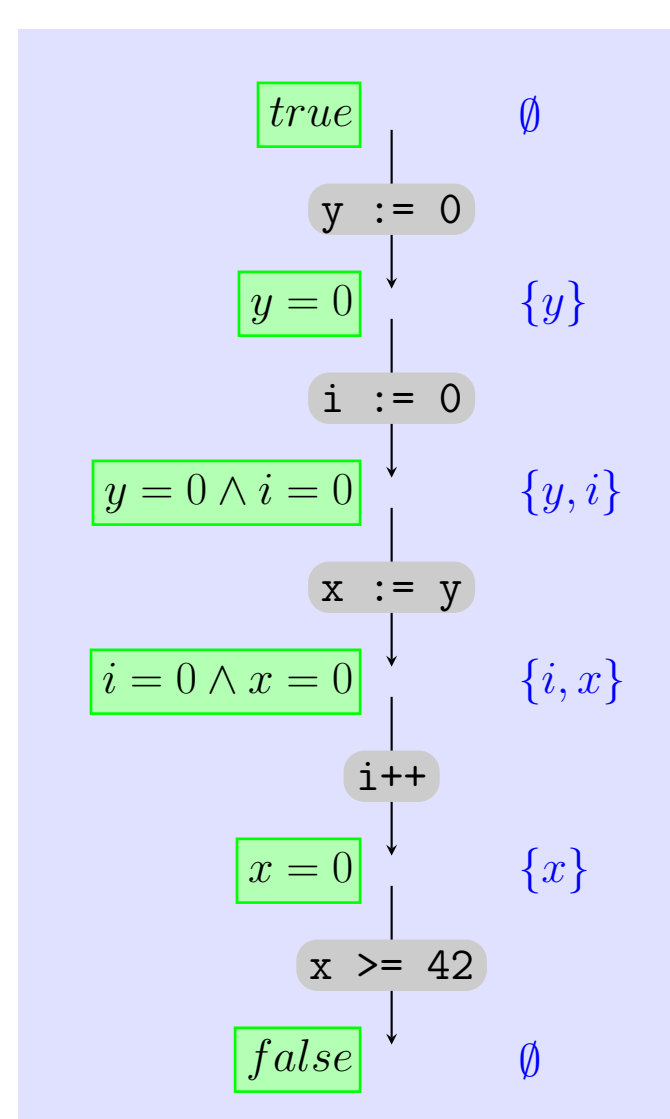 true ∅
y := 0
y = 0 {y}
i := 0
y = 0 ∧ i = 0 {y, i}
x := y
i = 0 ∧ x = 0 {i, x}
i++
x = 0 {x}
x >= 42
false ∅